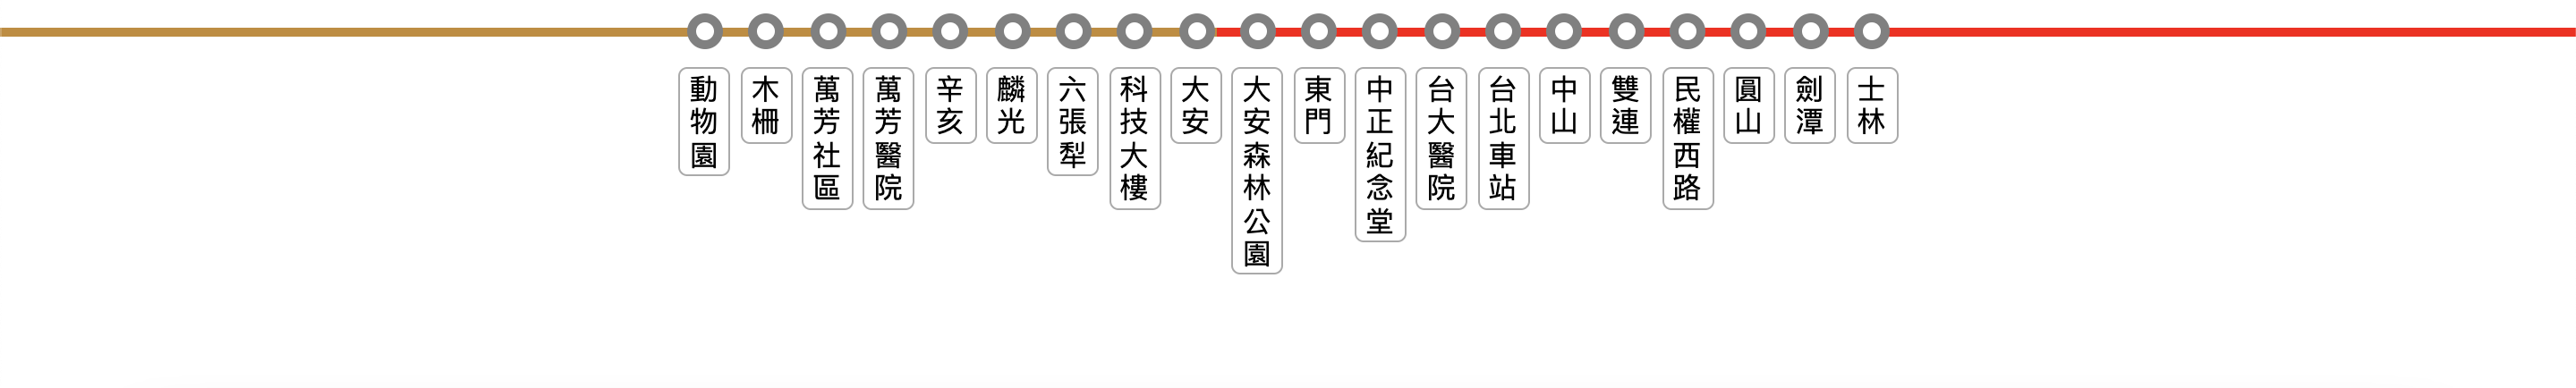 動物園
木柵
萬芳社區
萬芳醫院
辛亥
麟光
六張犁
科技大樓
大安
大安森林公園
東門
中正紀念堂
台大醫院
台北車站
中山
雙連
民權西路
圓山
劍潭
士林